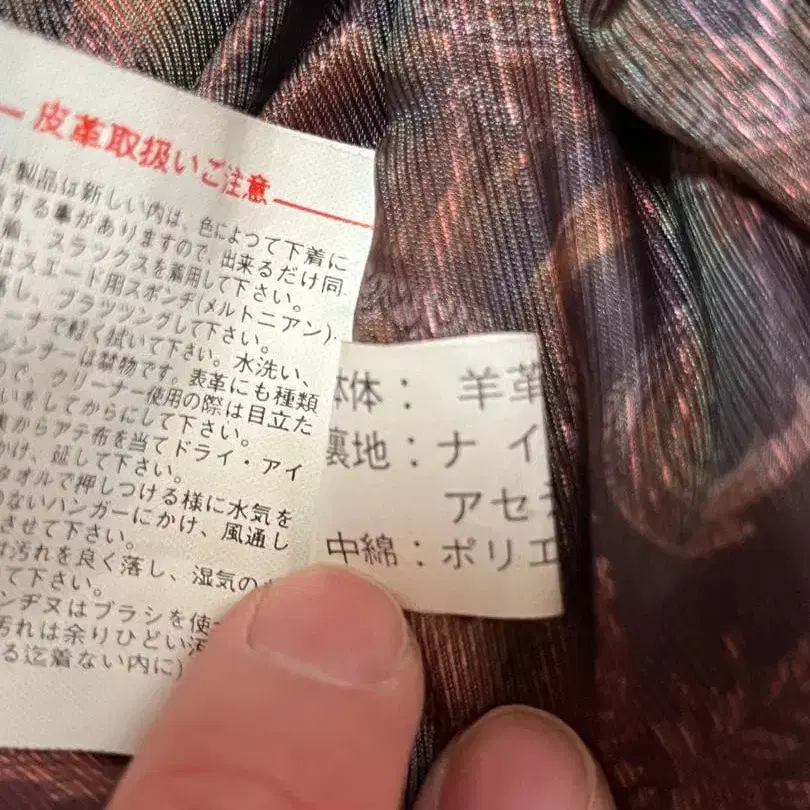 皮革取扱いご注意
製品は新しい内は、色によつて下着に
する事がありますので、出来るだけ同
、スラックスを着用して下さい。
はスエード用スポンヂ(メルトニアン)
し、ブラッツングして下さい。
ーナで軽く拭いて下さい。水洗い、
シンナーは禁物です。表革にも種類
ので、クリーナー使用の際は目立た
いをしてからにして下さい。
からアテ布を当てドライ・アイ
かけ、延して下さい。
タオルで押しつける様に水気を
のないハンガーにかけ、風通し
させて下さい。
は汚れを良く落し、湿気の
て下さい。
ンヂヌはブラシを使
汚れは余りひどい
る迄着ない内に)
体：羊革
裏地：ナイ
アセ
中綿：ポリエ